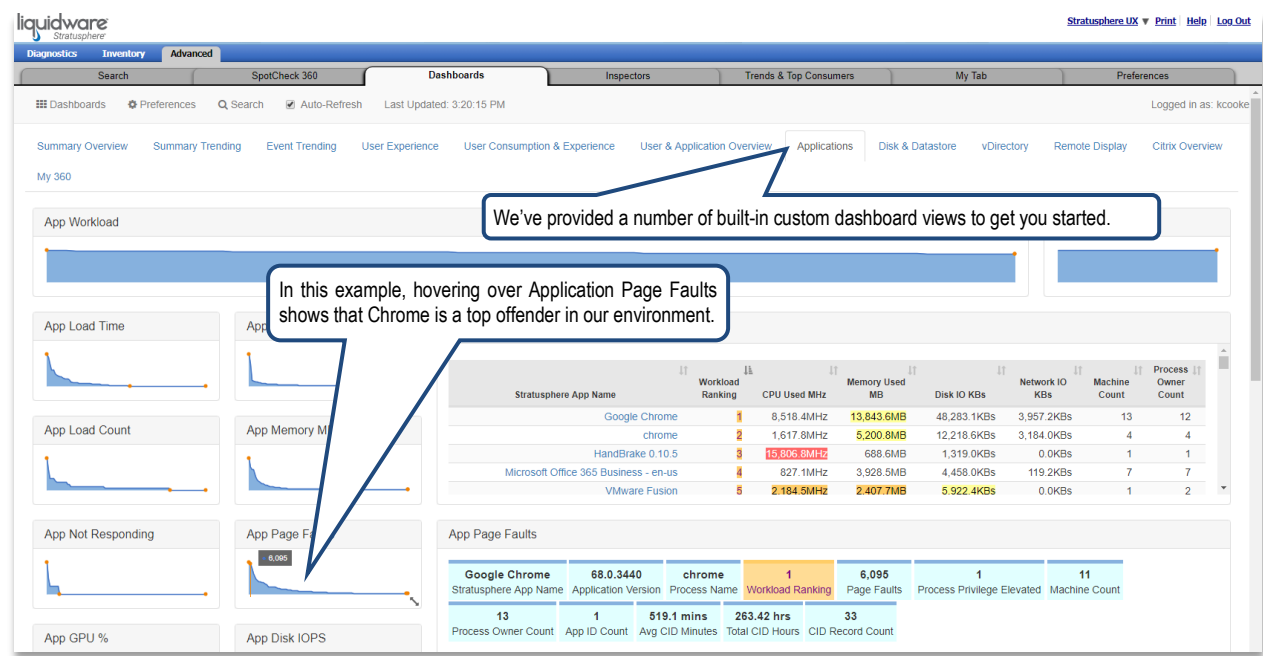 liquidware
Stratusphere
Stratusphere UX ▼ Print Help Log Out
Diagnostics Inventory Advanced
Search SpotCheck 360 Dashboards Inspectors Trends & Top Consumers My Tab Preferences
Dashboards Preferences Search Auto-Refresh Last Updated: 3:20:15 PM Logged in as: kcooke
Summary Overview Summary Trending Event Trending User Experience User Consumption & Experience User & Application Overview Applications Disk & Datastore vDirectory Remote Display Citrix Overview
My 360
We've provided a number of built-in custom dashboard views to get you started.
App Workload
In this example, hovering over Application Page Faults
shows that Chrome is a top offender in our environment.
App Load Time
Stratusphere App Name Workload Ranking CPU Used MHz Memory Used MB Disk IO KBs Network IO KBs Machine Count Process Owner Count
Google Chrome 1 8,518.4MHz 13,843.6MB 48,283.1KBs 3,957.2KBs 13 12
chrome 2 1,617.8MHz 5,200.8MB 12,218.6KBs 3,184.0KBs 4 4
HandBrake 0.10.5 3 15,806.8MHz 688.6MB 1,319.0KBs 0.0KBs 1 1
Microsoft Office 365 Business - en-us 4 827.1MHz 3,928.5MB 4,458.0KBs 119.2KBs 7 7
VMware Fusion 5 2,184.5MHz 2,407.7MB 5,922.4KBs 0.0KBs 1 2
App Load Count App Memory M
App Not Responding App Page Fa App Page Faults
6,095
Google Chrome 68.0.3440 chrome 1 6,095 1 11
Stratusphere App Name Application Version Process Name Workload Ranking Page Faults Process Privilege Elevated Machine Count
13 1 519.1 mins 263.42 hrs 33
Process Owner Count App ID Count Avg CID Minutes Total CID Hours CID Record Count
App GPU % App Disk IOPS